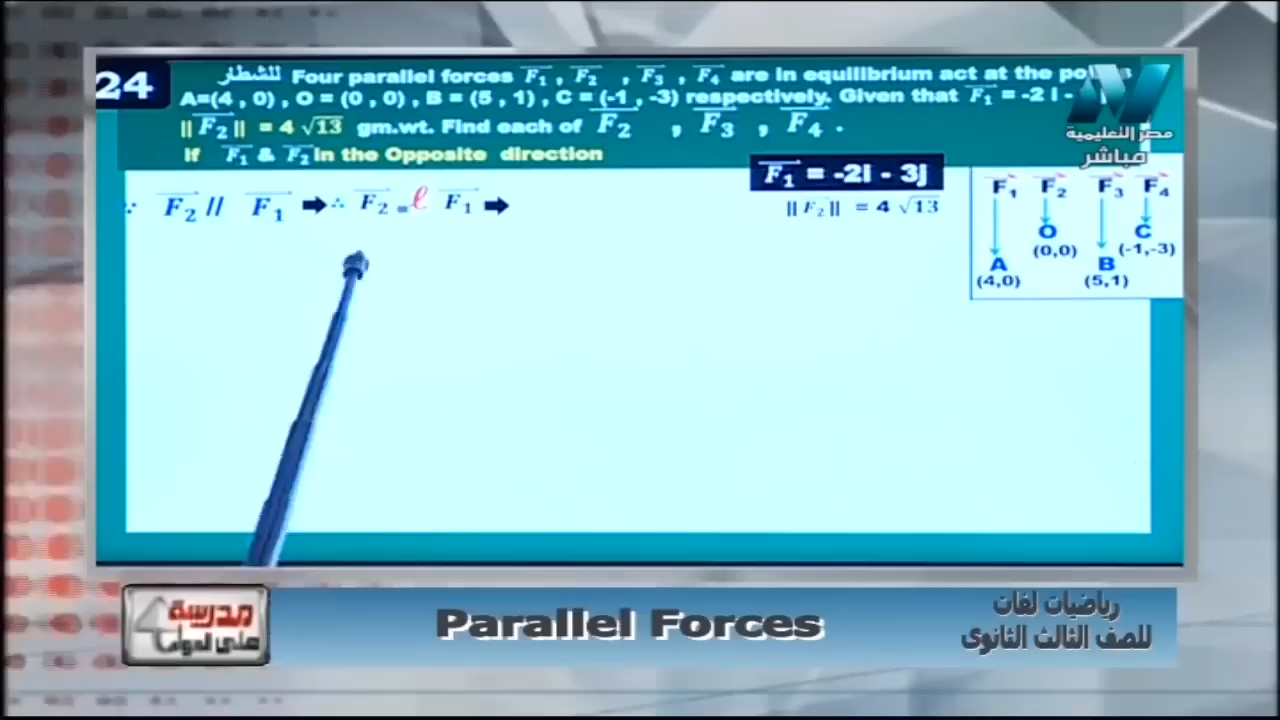 24
للشطار Four parallel forces F₁ , F₂ , F₃ , F₄ are in equilibrium act at the
A=(4 , 0) , O = (0 , 0) , B = (5 , 1) , C = (-1 , -3) respectively. Given that F₁ = -2 i -
|| F₂ || = 4 √13 gm.wt. Find each of F₂ , F₃ , F₄ .
If F₁ & F₂ in the Opposite direction
مصر التعليمية
مباشر
F₁ = -2i - 3j
∵ F₂ // F₁ ➡ ∴ F₂ = ℓ F₁ ➡
|| F₂ || = 4 √13
F₁ F₂ F₃ F₄
O C
(0,0) (-1,-3)
A B
(4,0) (5,1)
مدرسة
على الهواء
4
Parallel Forces
رياضيات لغات
للصف الثالث الثانوى